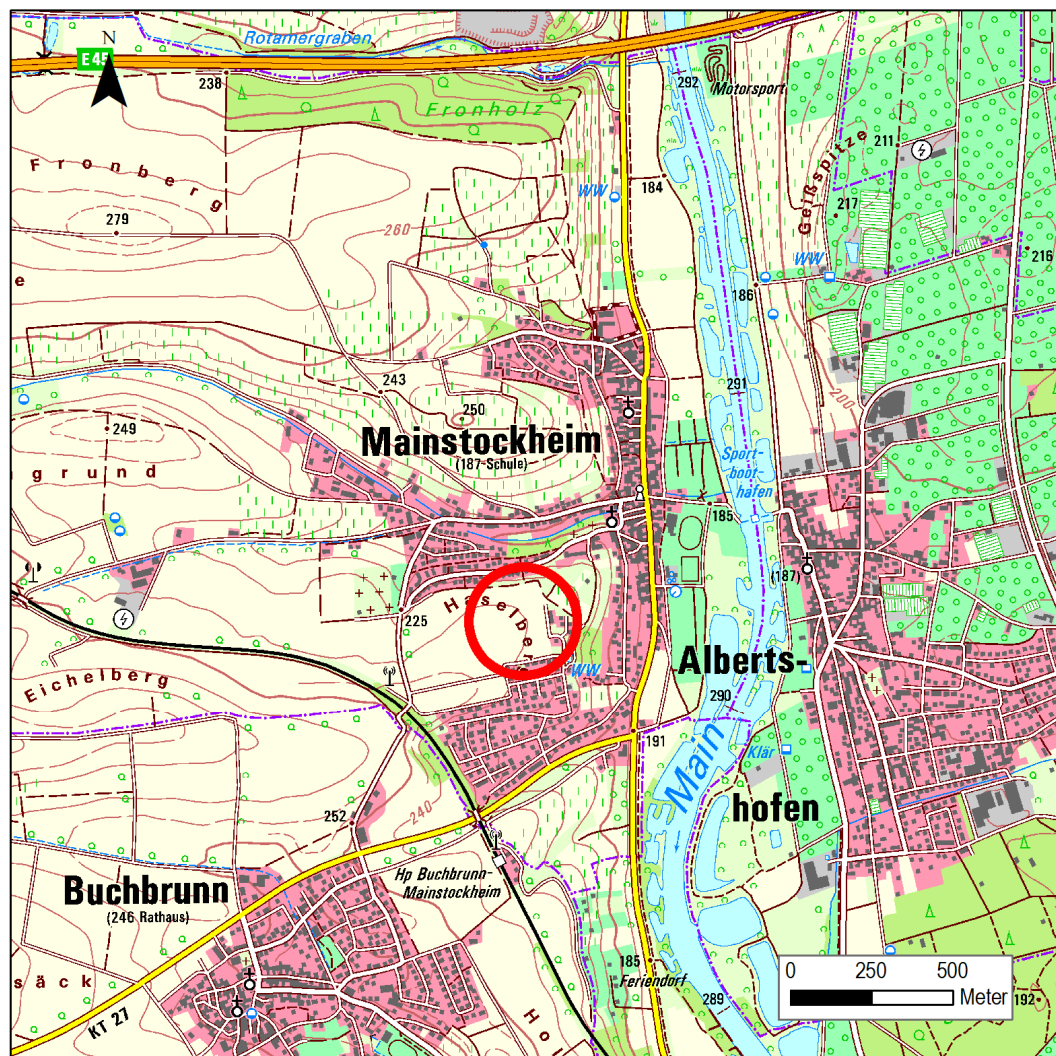 Rotamergraben
N
E 45
238
Fronholz
292
Motorsport
Fronberg
279
260
WW
184
Geißspitze
211
217
WW
216
186
e
243
250
291
200
249
Mainstockheim
(187-Schule)
grund
Sport-
boot-
hafen
185
(187)
225
Haselbe
WW
Alberts-
hofen
Eichelberg
290
191
Main
Klär
252
240
Hp Buchbrunn-
Mainstockheim
Buchbrunn
(246 Rathaus)
säck
KT 27
185
Feriendorf
289
Hol
0 250 500
Meter
192